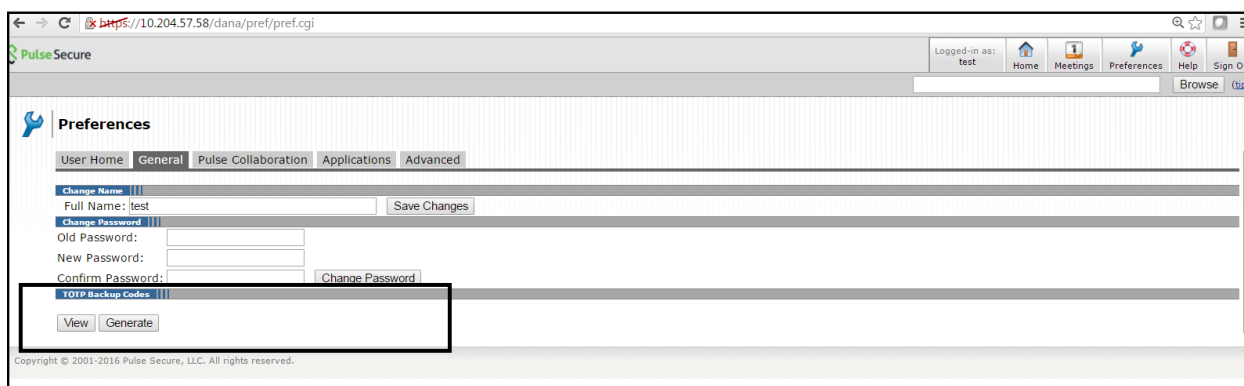 https://10.204.57.58/dana/pref/pref.cgi
Pulse Secure
Logged-in as:
test
Home Meetings Preferences Help Sign O
Browse (tip
Preferences
User Home General Pulse Collaboration Applications Advanced
Change Name
Full Name: test Save Changes
Change Password
Old Password:
New Password:
Confirm Password: Change Password
TOTP Backup Codes
View Generate
Copyright © 2001-2016 Pulse Secure, LLC. All rights reserved.